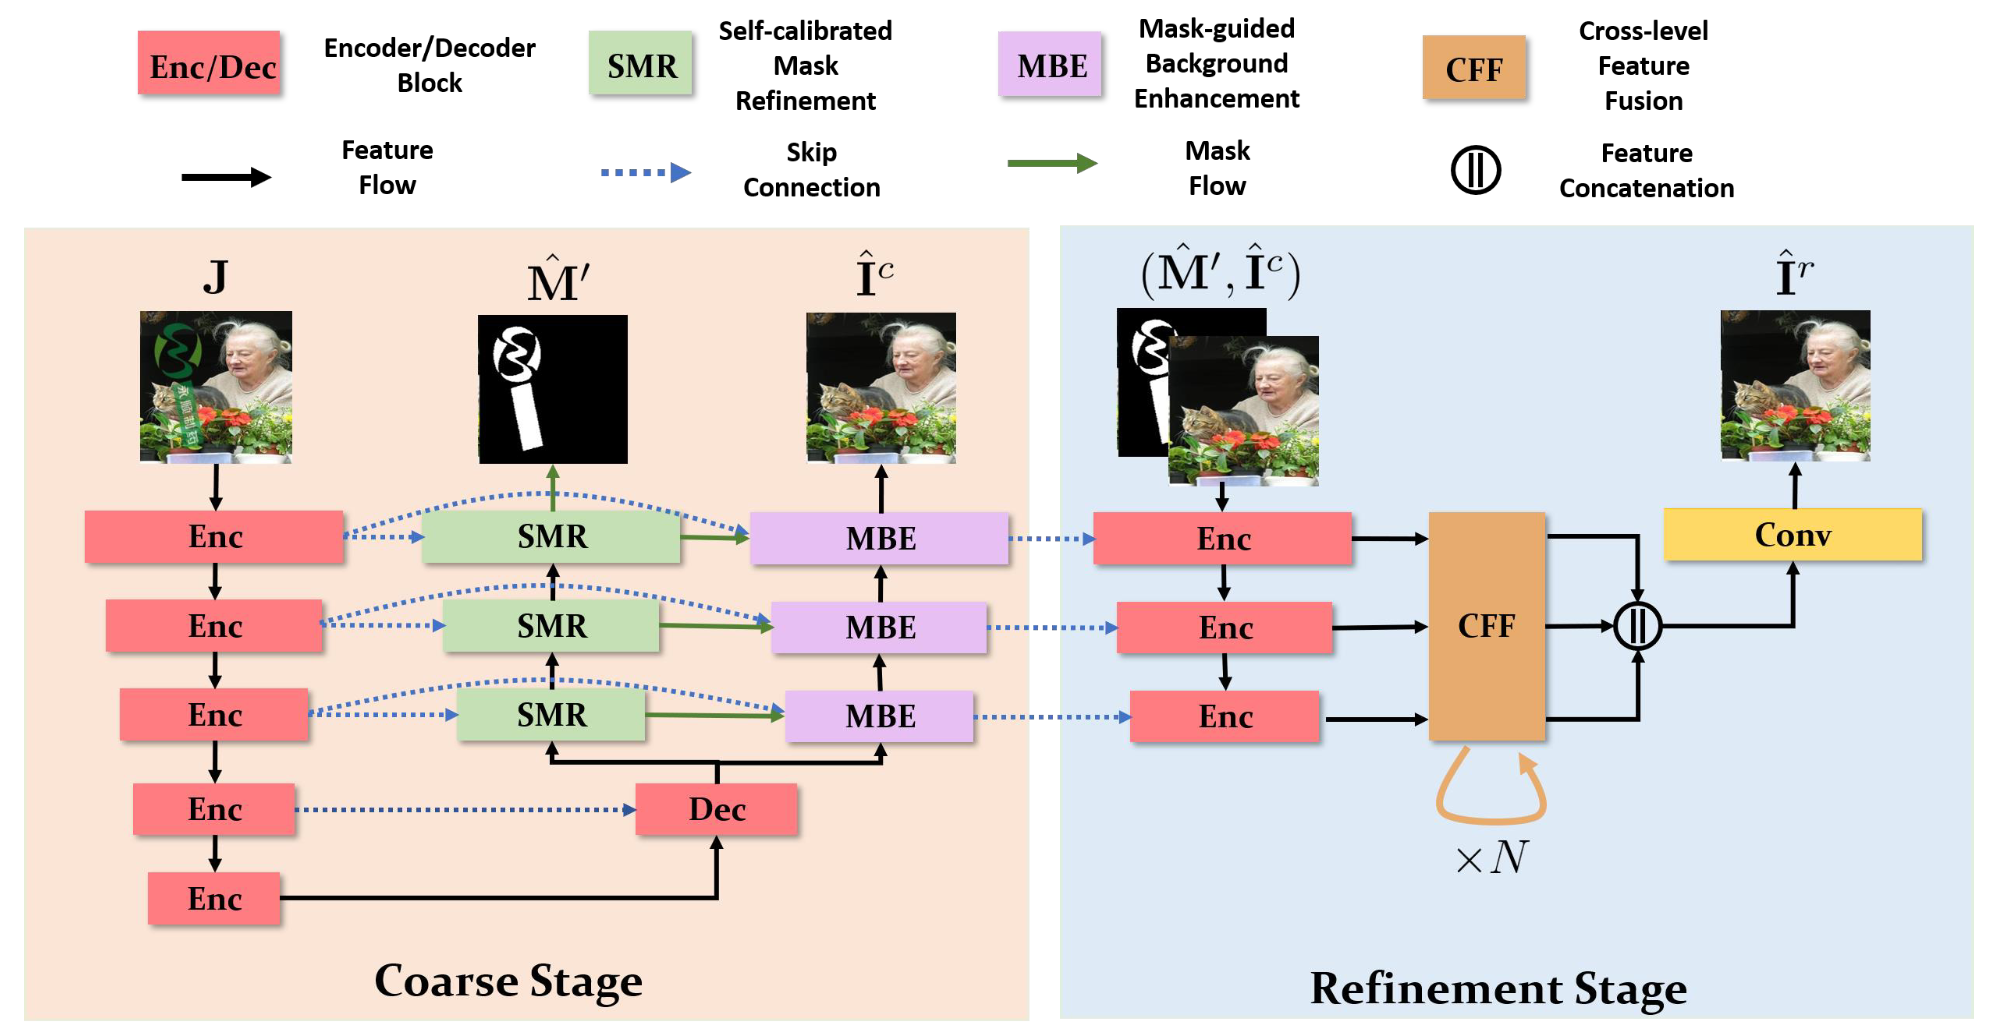 Enc/Dec
Encoder/Decoder
Block
SMR
Self-calibrated
Mask
Refinement
MBE
Mask-guided
Background
Enhancement
CFF
Cross-level
Feature
Fusion
Feature
Flow
Skip
Connection
Mask
Flow
Feature
Concatenation
J
M̂′
Î^c
(M̂′, Î^c)
Î^r
Enc
SMR
MBE
Enc
Conv
Enc
SMR
MBE
Enc
CFF
Enc
SMR
MBE
Enc
Enc
Dec
×N
Enc
Coarse Stage
Refinement Stage